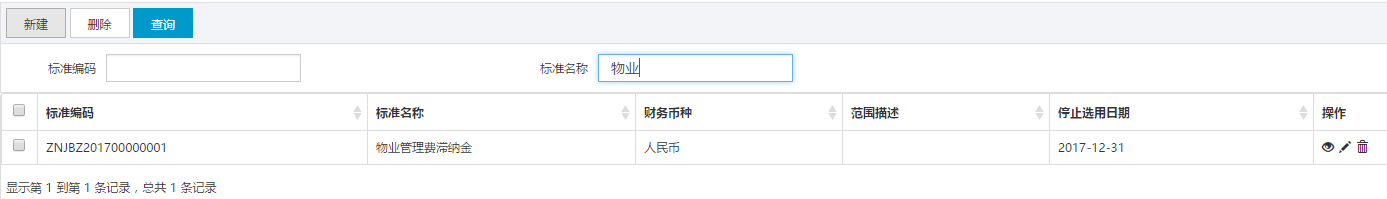 新建 删除 查询
标准编码 标准名称 物业
标准编码 标准名称 财务币种 范围描述 停止选用日期 操作
ZNJBZ201700000001 物业管理费滞纳金 人民币 2017-12-31
显示第 1 到第 1 条记录，总共 1 条记录